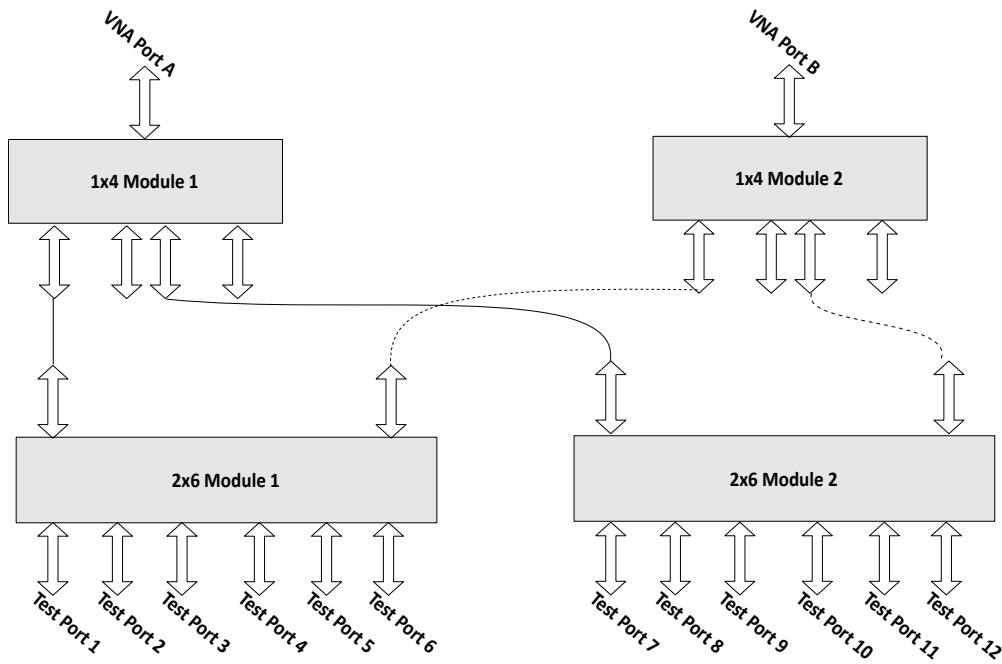 VNA Port A
VNA Port B
1x4 Module 1
1x4 Module 2
2x6 Module 1
2x6 Module 2
Test Port 1
Test Port 2
Test Port 3
Test Port 4
Test Port 5
Test Port 6
Test Port 7
Test Port 8
Test Port 9
Test Port 10
Test Port 11
Test Port 12